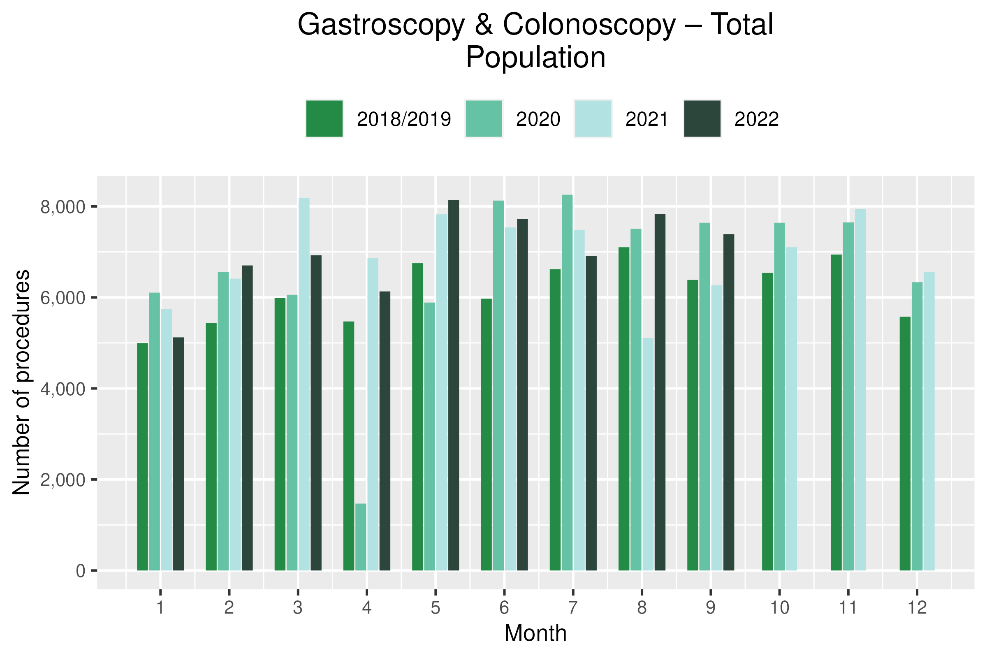 Gastroscopy & Colonoscopy – Total
Population
2018/2019 2020 2021 2022
Number of procedures
8,000
6,000
4,000
2,000
0
1 2 3 4 5 6 7 8 9 10 11 12
Month